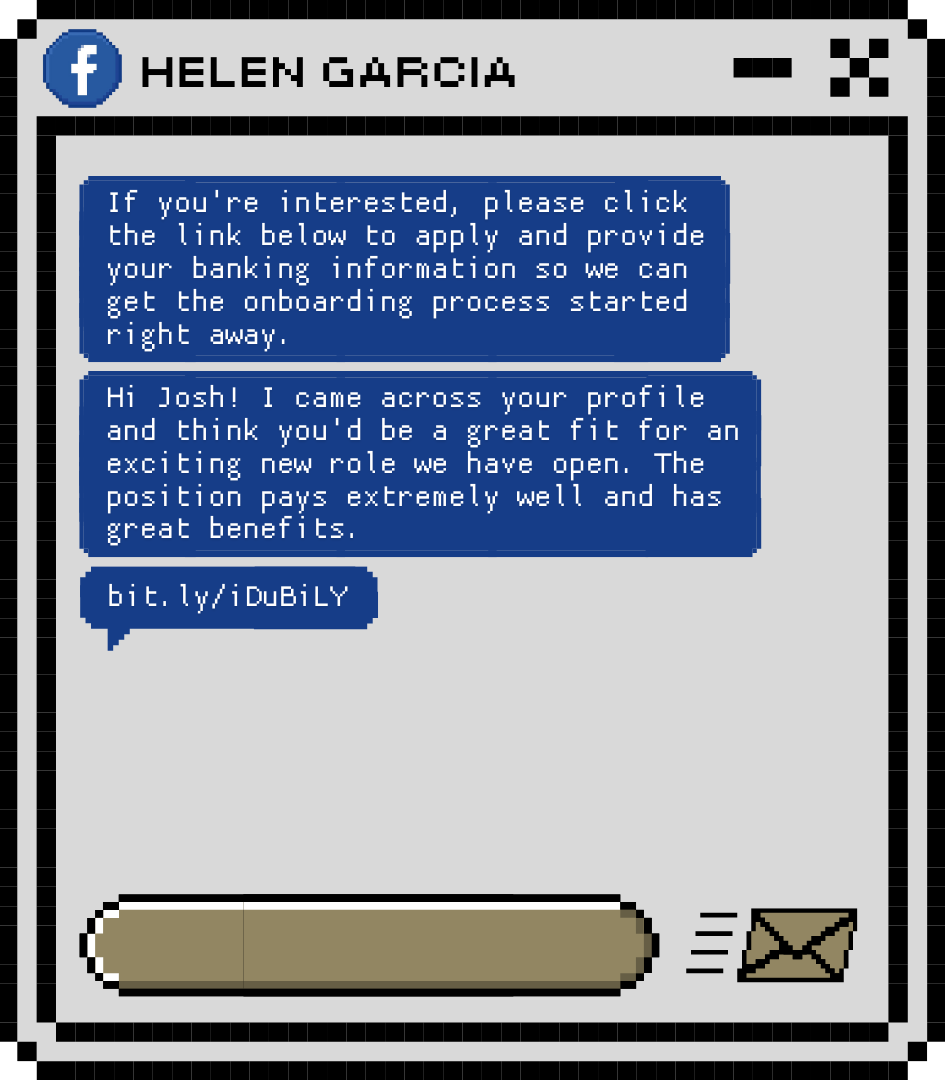 HELEN GARCIA
If you're interested, please click
the link below to apply and provide
your banking information so we can
get the onboarding process started
right away.
Hi Josh! I came across your profile
and think you'd be a great fit for an
exciting new role we have open. The
position pays extremely well and has
great benefits.
bit.ly/iDuBiLY